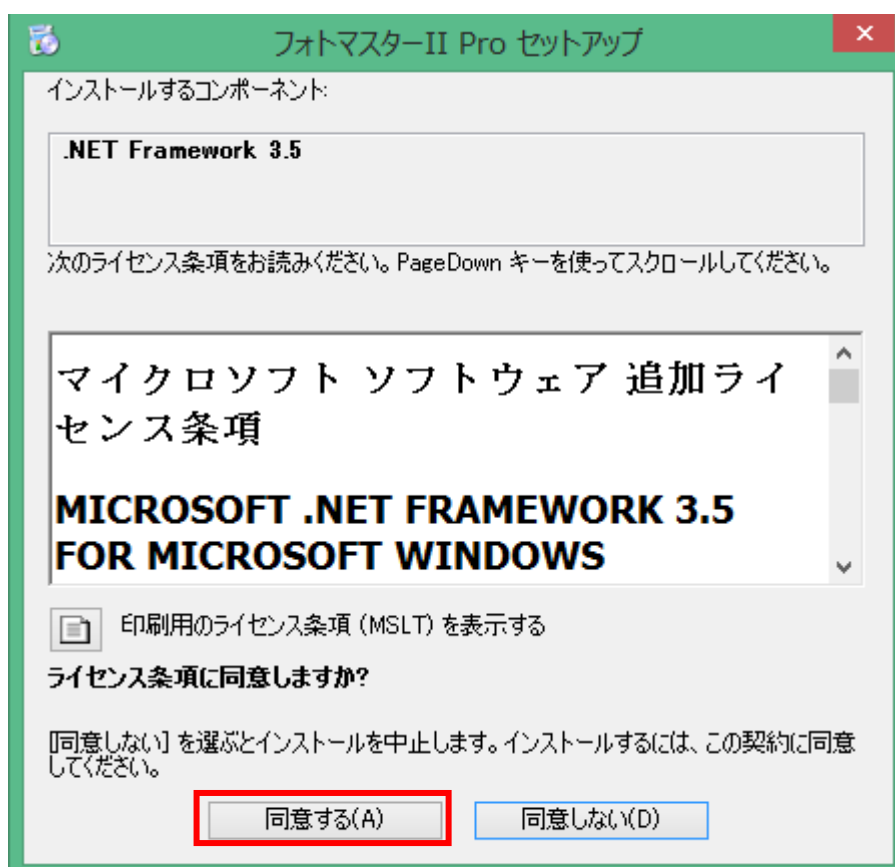 フォトマスターII Pro セットアップ
インストールするコンポーネント:
.NET Framework 3.5
次のライセンス条項をお読みください。PageDown キーを使ってスクロールしてください。
マイクロソフト ソフトウェア 追加ライ
センス条項
MICROSOFT .NET FRAMEWORK 3.5
FOR MICROSOFT WINDOWS
印刷用のライセンス条項 (MSLT) を表示する
ライセンス条項に同意しますか?
[同意しない] を選ぶとインストールを中止します。インストールするには、この契約に同意
してください。
同意する(A)
同意しない(D)